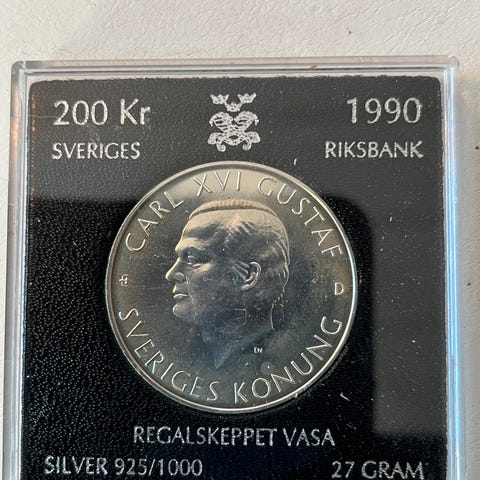 200 Kr 1990
SVERIGES RIKSBANK
CARL XVI GUSTAF
D
SVERIGES KONUNG
EN
REGALSKEPPET VASA
SILVER 925/1000 27 GRAM